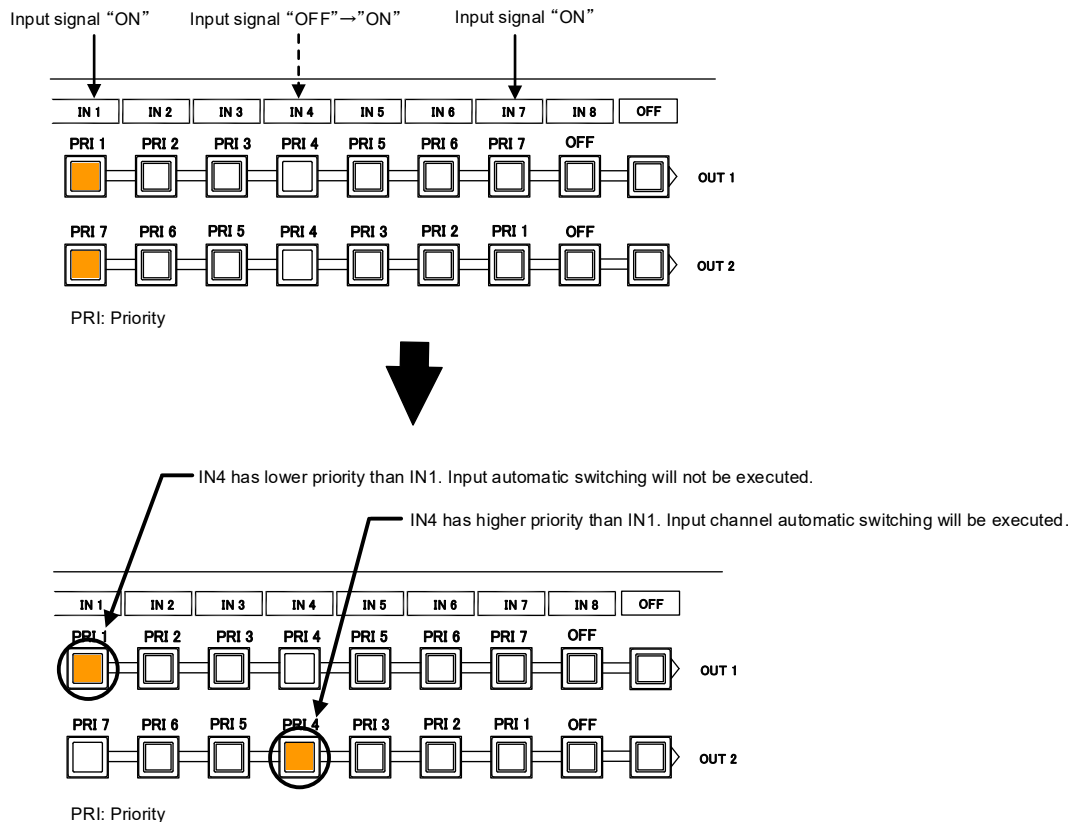 Input signal “ON” Input signal “OFF”→”ON” Input signal “ON”
IN 1 IN 2 IN 3 IN 4 IN 5 IN 6 IN 7 IN 8 OFF
PRI 1 PRI 2 PRI 3 PRI 4 PRI 5 PRI 6 PRI 7 OFF
OUT 1
PRI 7 PRI 6 PRI 5 PRI 4 PRI 3 PRI 2 PRI 1 OFF
OUT 2
PRI: Priority
IN4 has lower priority than IN1. Input automatic switching will not be executed.
IN4 has higher priority than IN1. Input channel automatic switching will be executed.
IN 1 IN 2 IN 3 IN 4 IN 5 IN 6 IN 7 IN 8 OFF
PRI 1 PRI 2 PRI 3 PRI 4 PRI 5 PRI 6 PRI 7 OFF
OUT 1
PRI 7 PRI 6 PRI 5 PRI 4 PRI 3 PRI 2 PRI 1 OFF
OUT 2
PRI: Priority